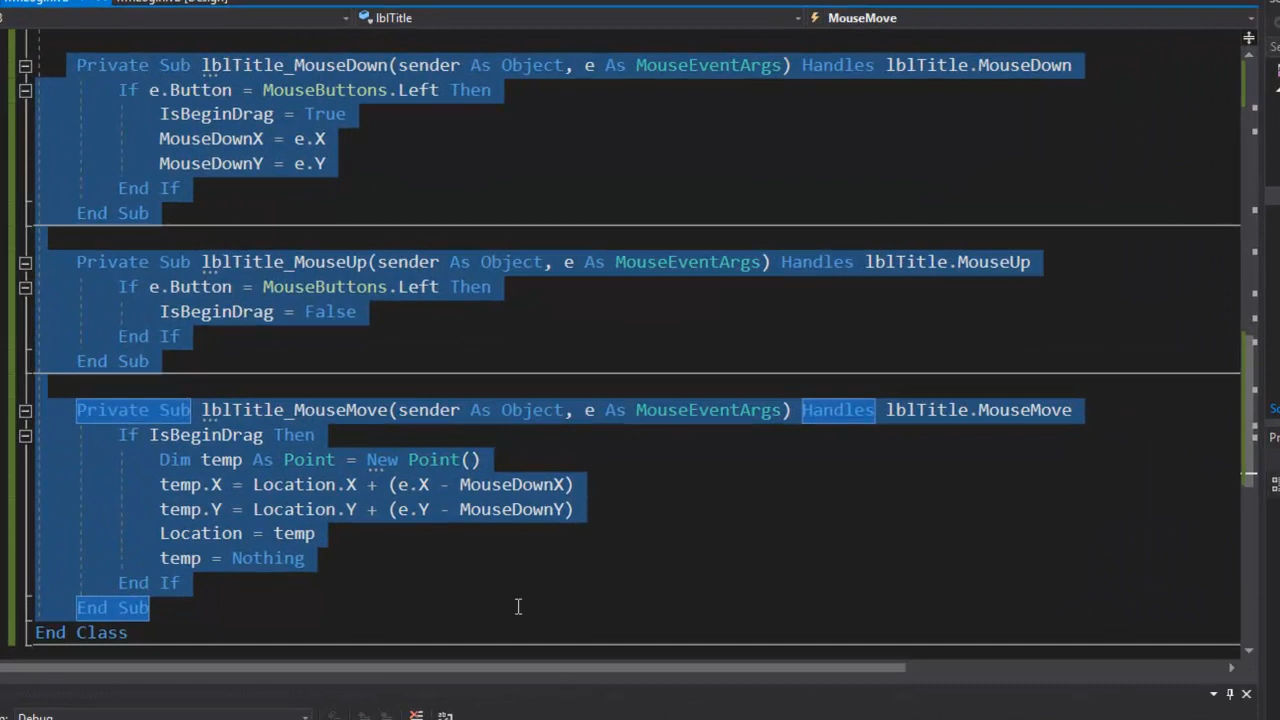 lblTitle
MouseMove
Private Sub lblTitle_MouseDown(sender As Object, e As MouseEventArgs) Handles lblTitle.MouseDown
If e.Button = MouseButtons.Left Then
IsBeginDrag = True
MouseDownX = e.X
MouseDownY = e.Y
End If
End Sub
Private Sub lblTitle_MouseUp(sender As Object, e As MouseEventArgs) Handles lblTitle.MouseUp
If e.Button = MouseButtons.Left Then
IsBeginDrag = False
End If
End Sub
Private Sub lblTitle_MouseMove(sender As Object, e As MouseEventArgs) Handles lblTitle.MouseMove
If IsBeginDrag Then
Dim temp As Point = New Point()
temp.X = Location.X + (e.X - MouseDownX)
temp.Y = Location.Y + (e.Y - MouseDownY)
Location = temp
temp = Nothing
End If
End Sub
End Class
Debug